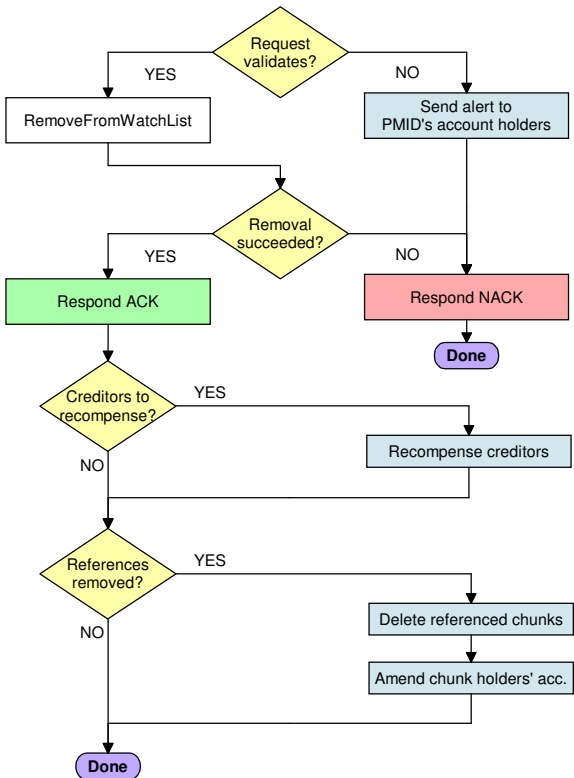 Request
validates?
YES
NO
RemoveFromWatchList
Send alert to
PMID's account holders
Removal
succeeded?
YES
NO
Respond ACK
Respond NACK
Done
Creditors to
recompense?
YES
NO
Recompense creditors
References
removed?
YES
NO
Delete referenced chunks
Amend chunk holders' acc.
Done